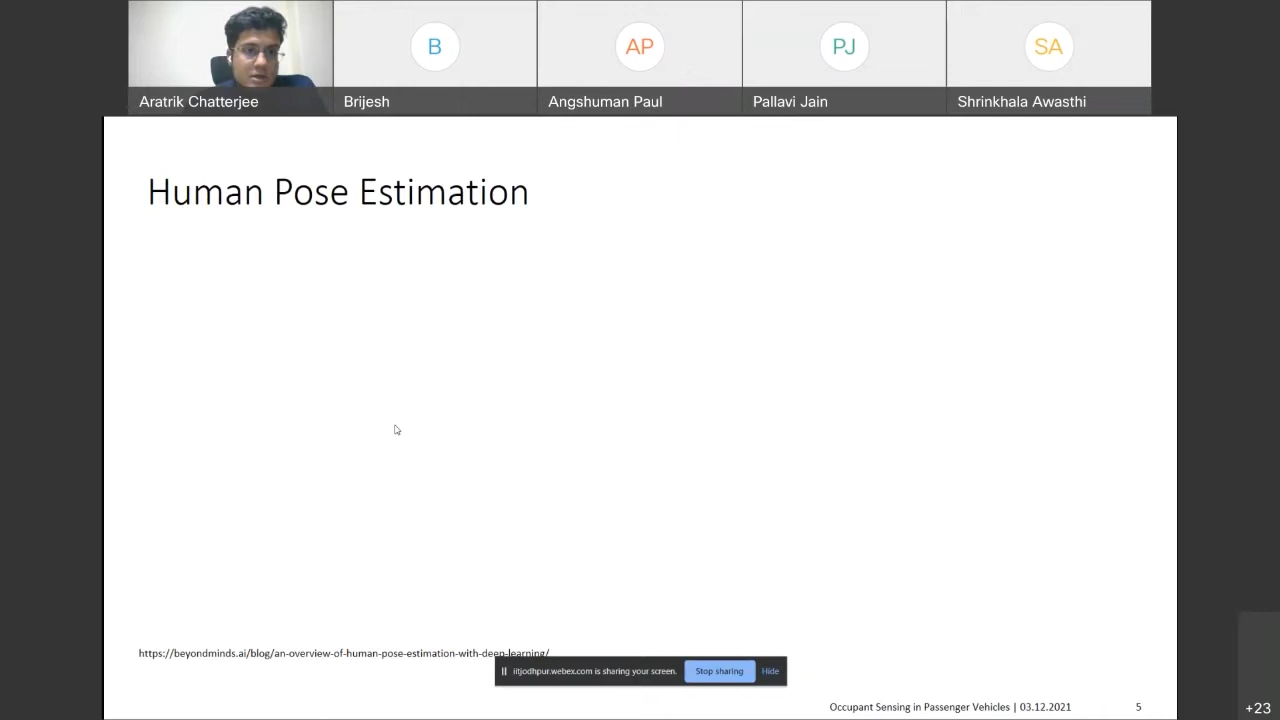 B
AP
PJ
SA
Aratrik Chatterjee
Brijesh
Angshuman Paul
Pallavi Jain
Shrinkhala Awasthi
Human Pose Estimation
https://beyondminds.ai/blog/an-overview-of-human-pose-estimation-with-deep-learning/
iitjodhpur.webex.com is sharing your screen.
Stop sharing
Hide
Occupant Sensing in Passenger Vehicles | 03.12.2021
5
+23